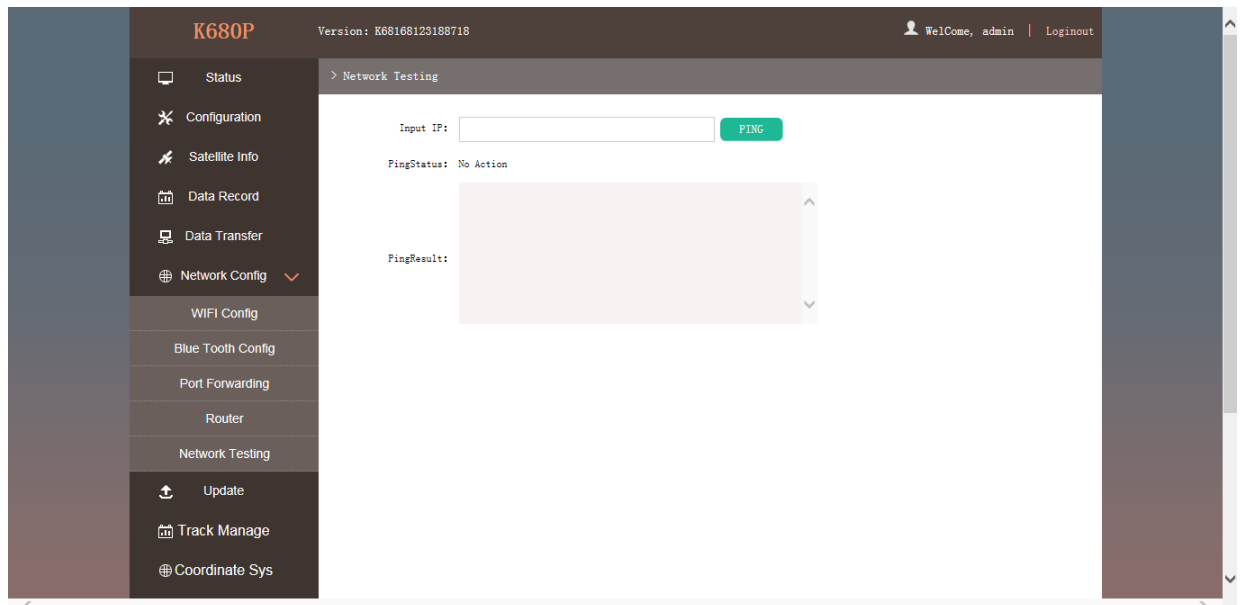 K680P
Version: K68168123188718
WelCome, admin | Loginout
Status
Configuration
Satellite Info
Data Record
Data Transfer
Network Config
WIFI Config
Blue Tooth Config
Port Forwarding
Router
Network Testing
Update
Track Manage
Coordinate Sys
> Network Testing
Input IP: PING
PingStatus: No Action
PingResult: